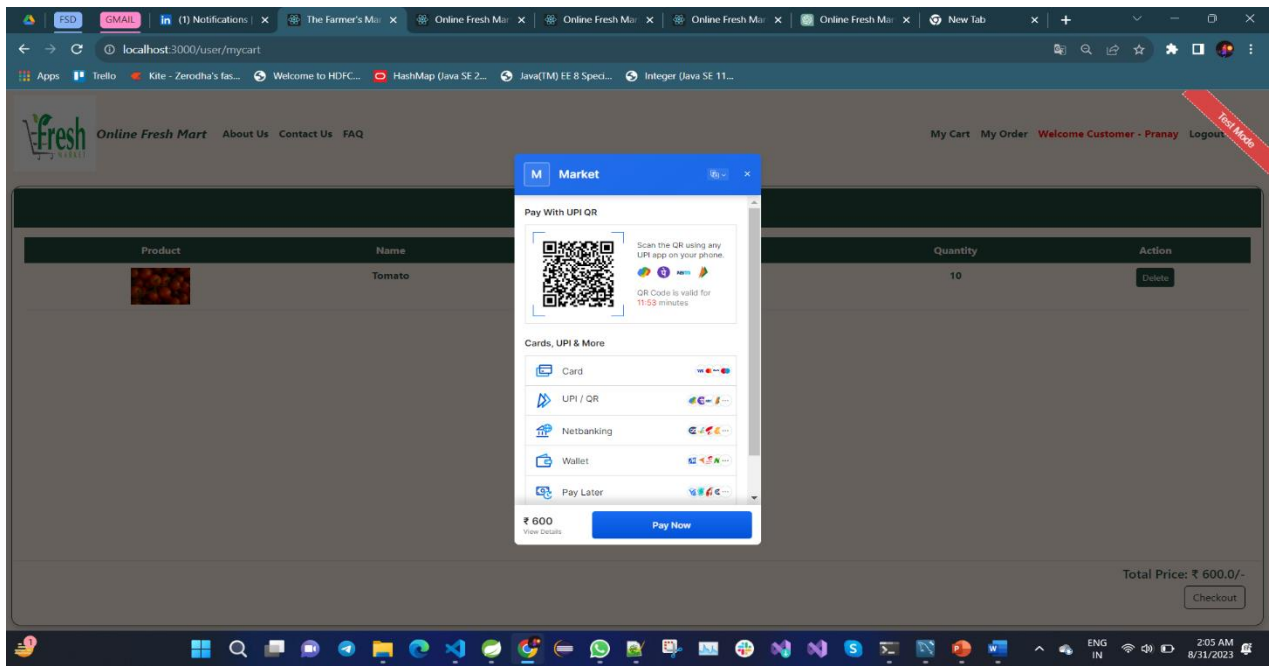 FSD
GMAIL
in (1) Notifications |
The Farmer's Mar
Online Fresh Mar
Online Fresh Mar
Online Fresh Mar
Online Fresh Mar
New Tab
localhost:3000/user/mycart
Apps
Trello
Kite - Zerodha's fas...
Welcome to HDFC...
HashMap (Java SE 2...
Java(TM) EE 8 Speci...
Integer (Java SE 11...
Fresh
MARKET
Online Fresh Mart About Us Contact Us FAQ
My Cart My Order Welcome Customer - Pranay Logout
Test Mode
M Market
Product Name Quantity Action
Tomato 10 Delete
Pay With UPI QR
Scan the QR using any
UPI app on your phone.
QR Code is valid for
11:53 minutes
Cards, UPI & More
Card
UPI / QR
Netbanking
Wallet
Pay Later
₹ 600
View Details
Pay Now
Total Price: ₹ 600.0/-
Checkout
ENG
IN
2:05 AM
8/31/2023